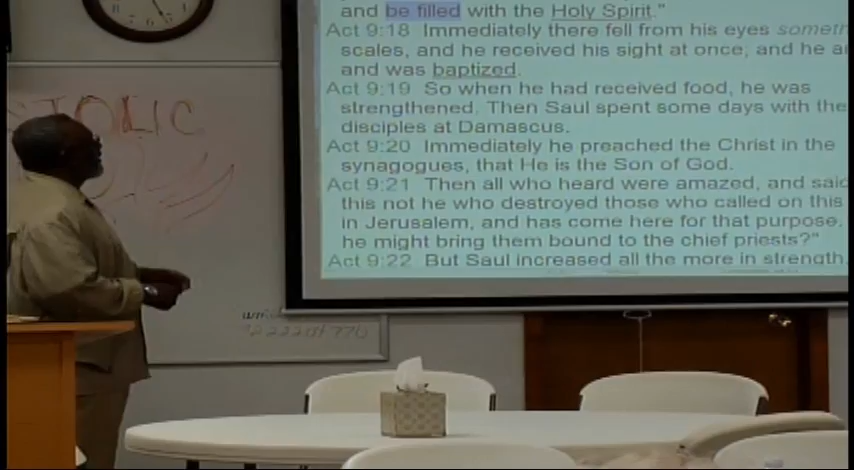 and be filled with the Holy Spirit."
Act 9:18 Immediately there fell from his eyes
scales, and he received his sight at once; and he
and was baptized.
Act 9:19 So when he had received food, he was
strengthened. Then Saul spent some days with the
disciples at Damascus.
Act 9:20 Immediately he preached the Christ in the
synagogues, that He is the Son of God.
Act 9:21 Then all who heard were amazed, and said
this not he who destroyed those who called on this
in Jerusalem, and has come here for that purpose,
he might bring them bound to the chief priests?"
Act 9:22 But Saul increased all the more in strength,
STOLIC